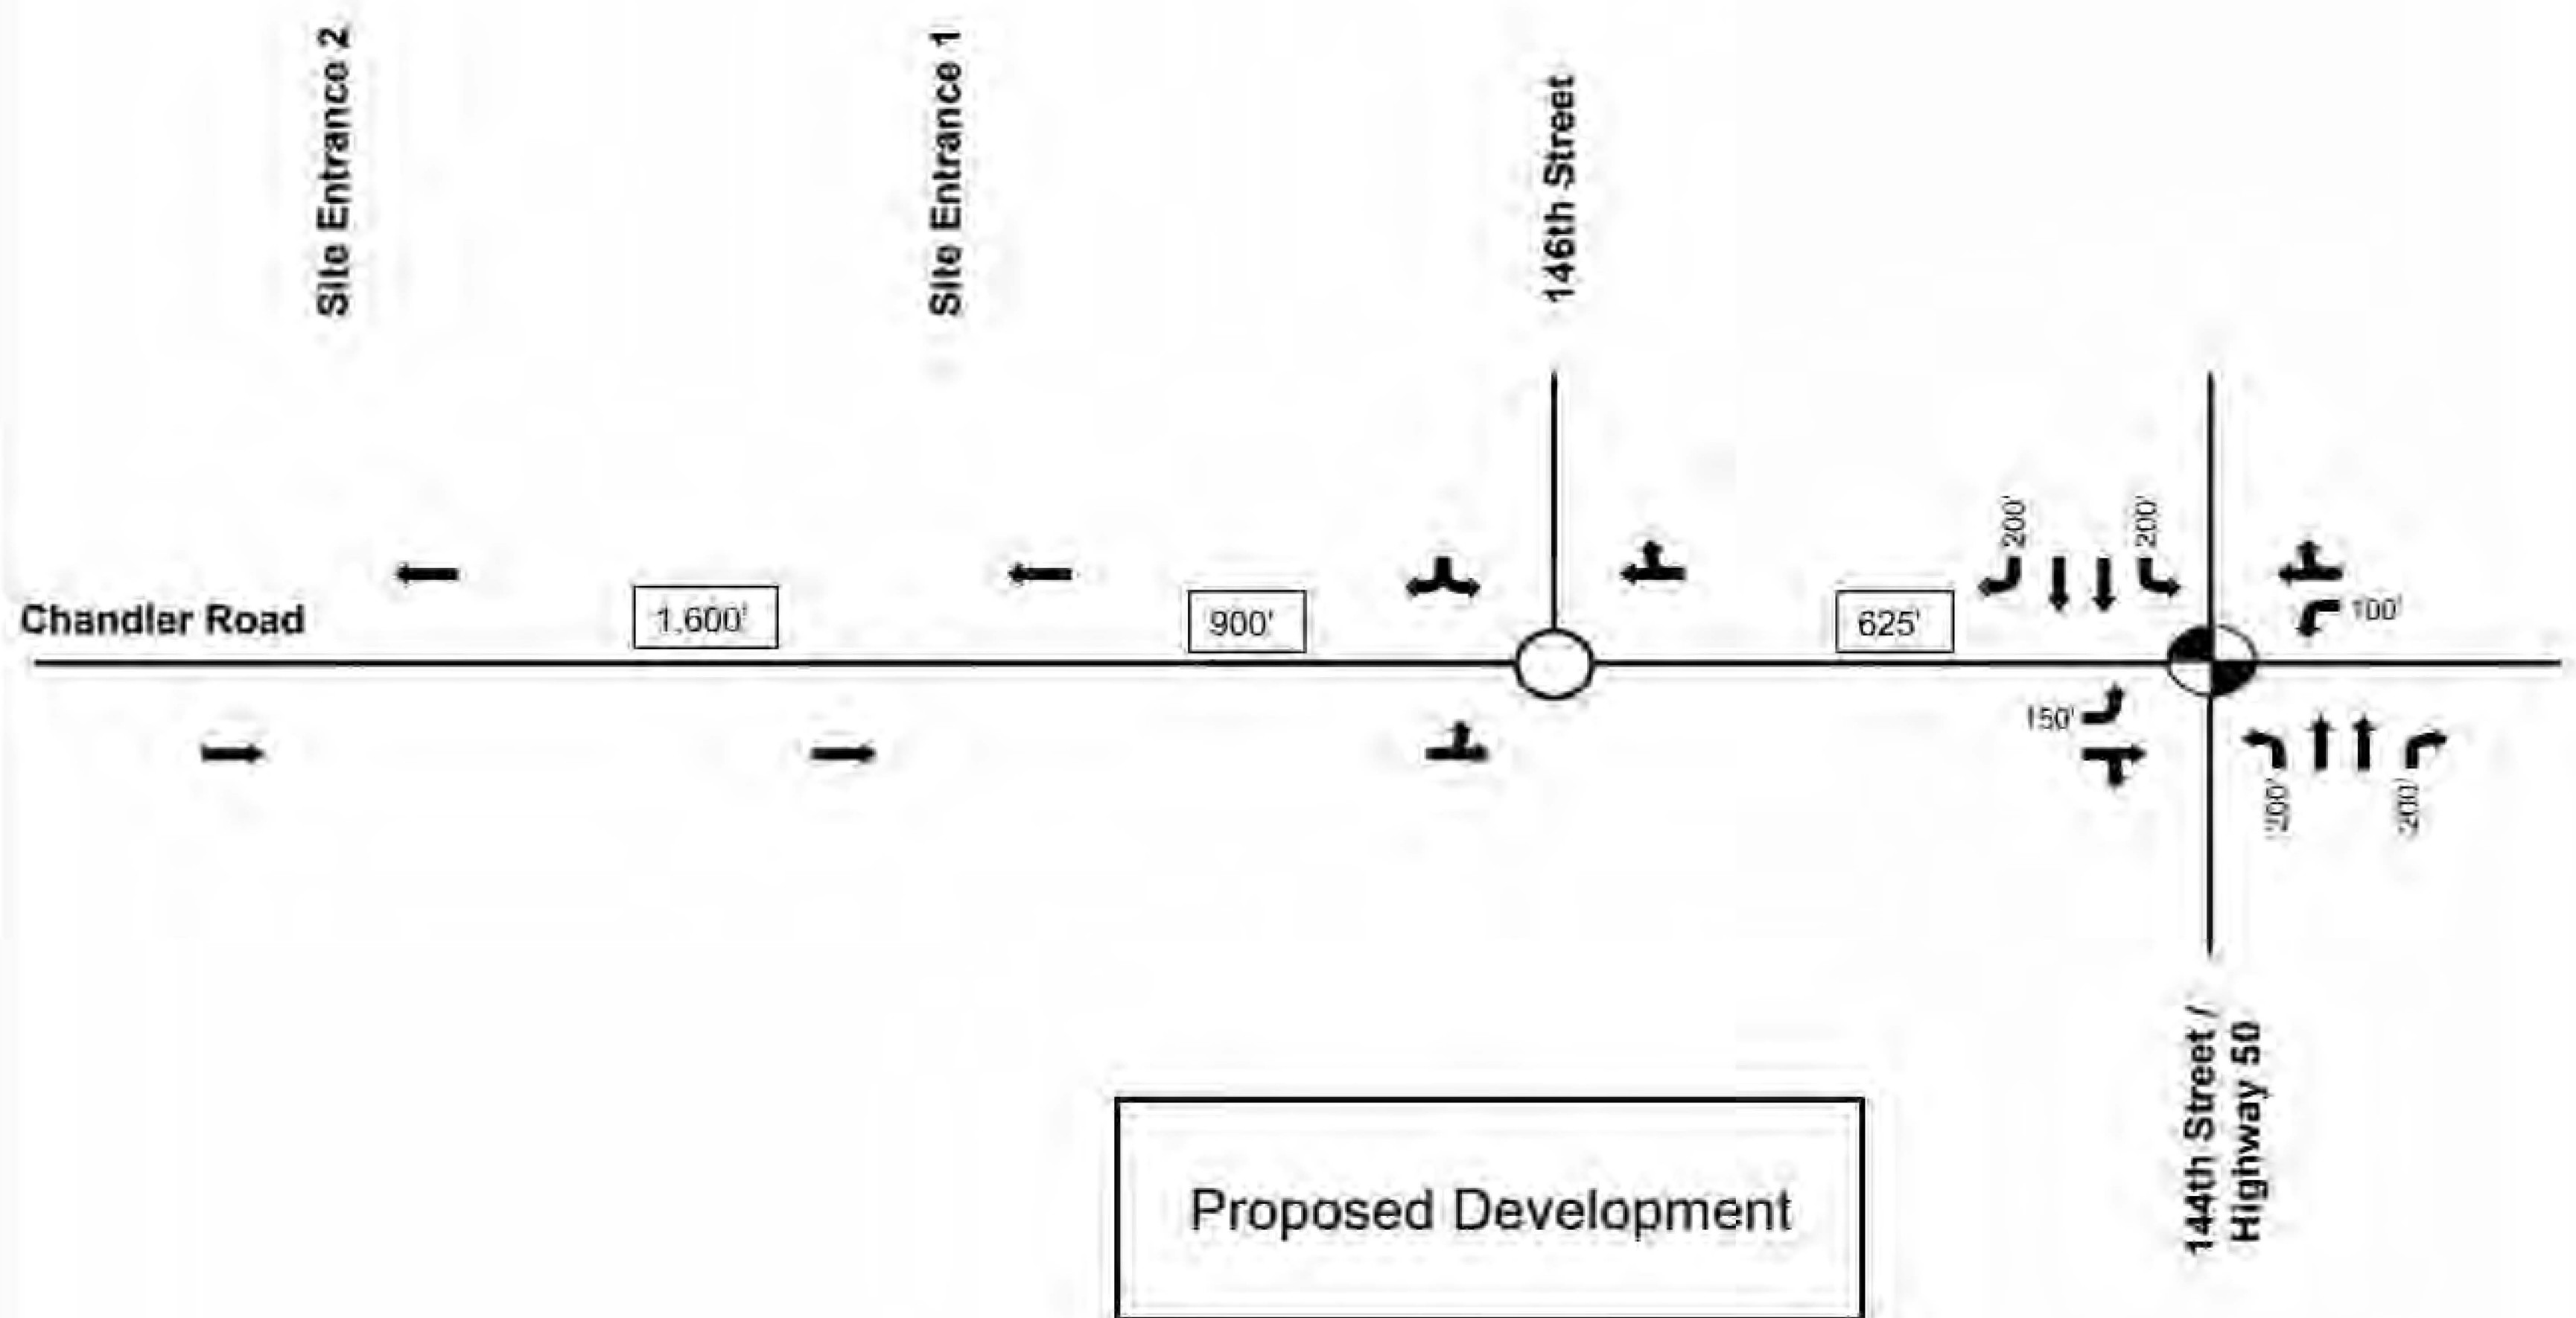 Site Entrance 2
Site Entrance 1
146th Street
200'
200'
100'
Chandler Road
1,600'
900'
625'
150'
200'
200'
144th Street /
Highway 50
Proposed Development